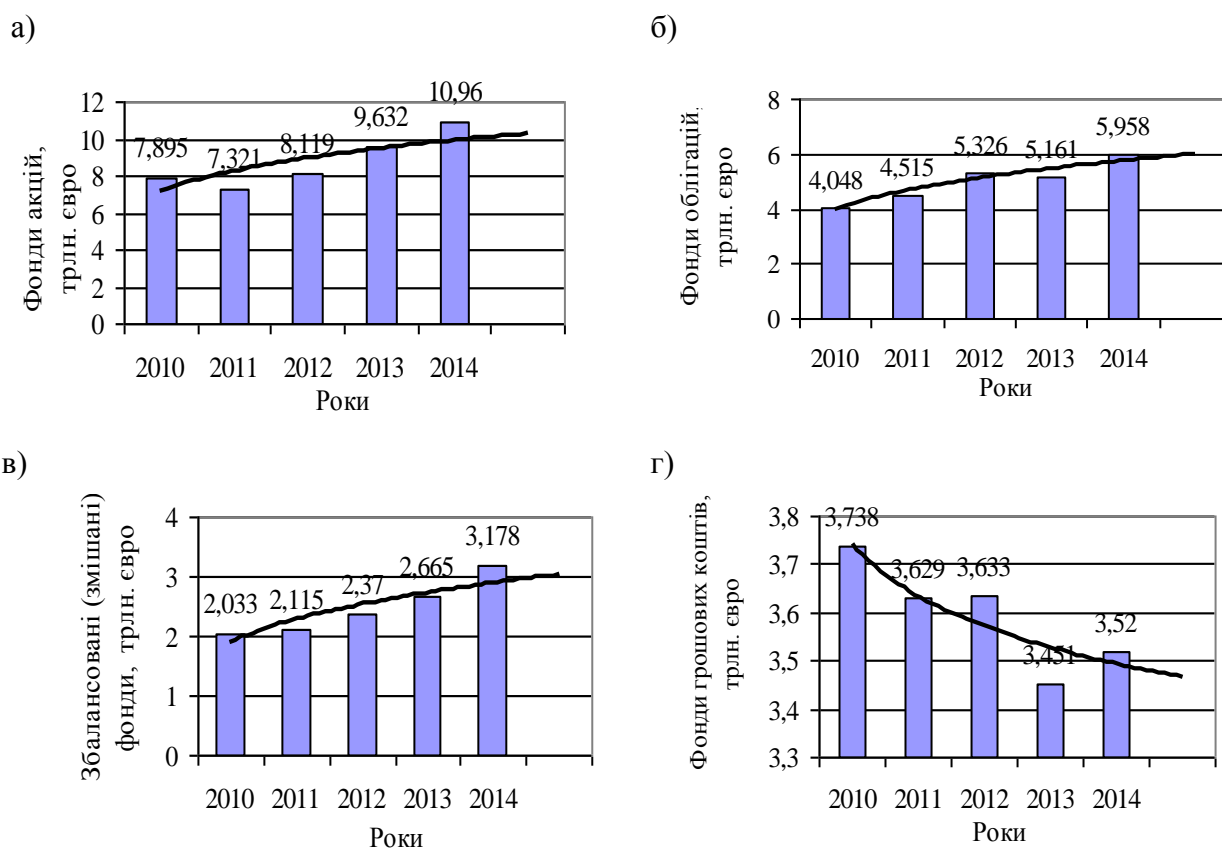 а)
Фонди акцій,
трлн. євро
12
10
8
6
4
2
0
7,895
7,321
8,119
9,632
10,96
2010 2011 2012 2013 2014
Роки
б)
Фонди облігацій,
трлн. євро
8
6
4
2
0
4,048
4,515
5,326
5,161
5,958
2010 2011 2012 2013 2014
Роки
в)
Збалансовані (змішані)
фонди, трлн. євро
4
3
2
1
0
2,033
2,115
2,37
2,665
3,178
2010 2011 2012 2013 2014
Роки
г)
Фонди грошових коштів,
трлн. євро
3,8
3,7
3,6
3,5
3,4
3,3
3,738
3,629
3,633
3,451
3,52
2010 2011 2012 2013 2014
Роки